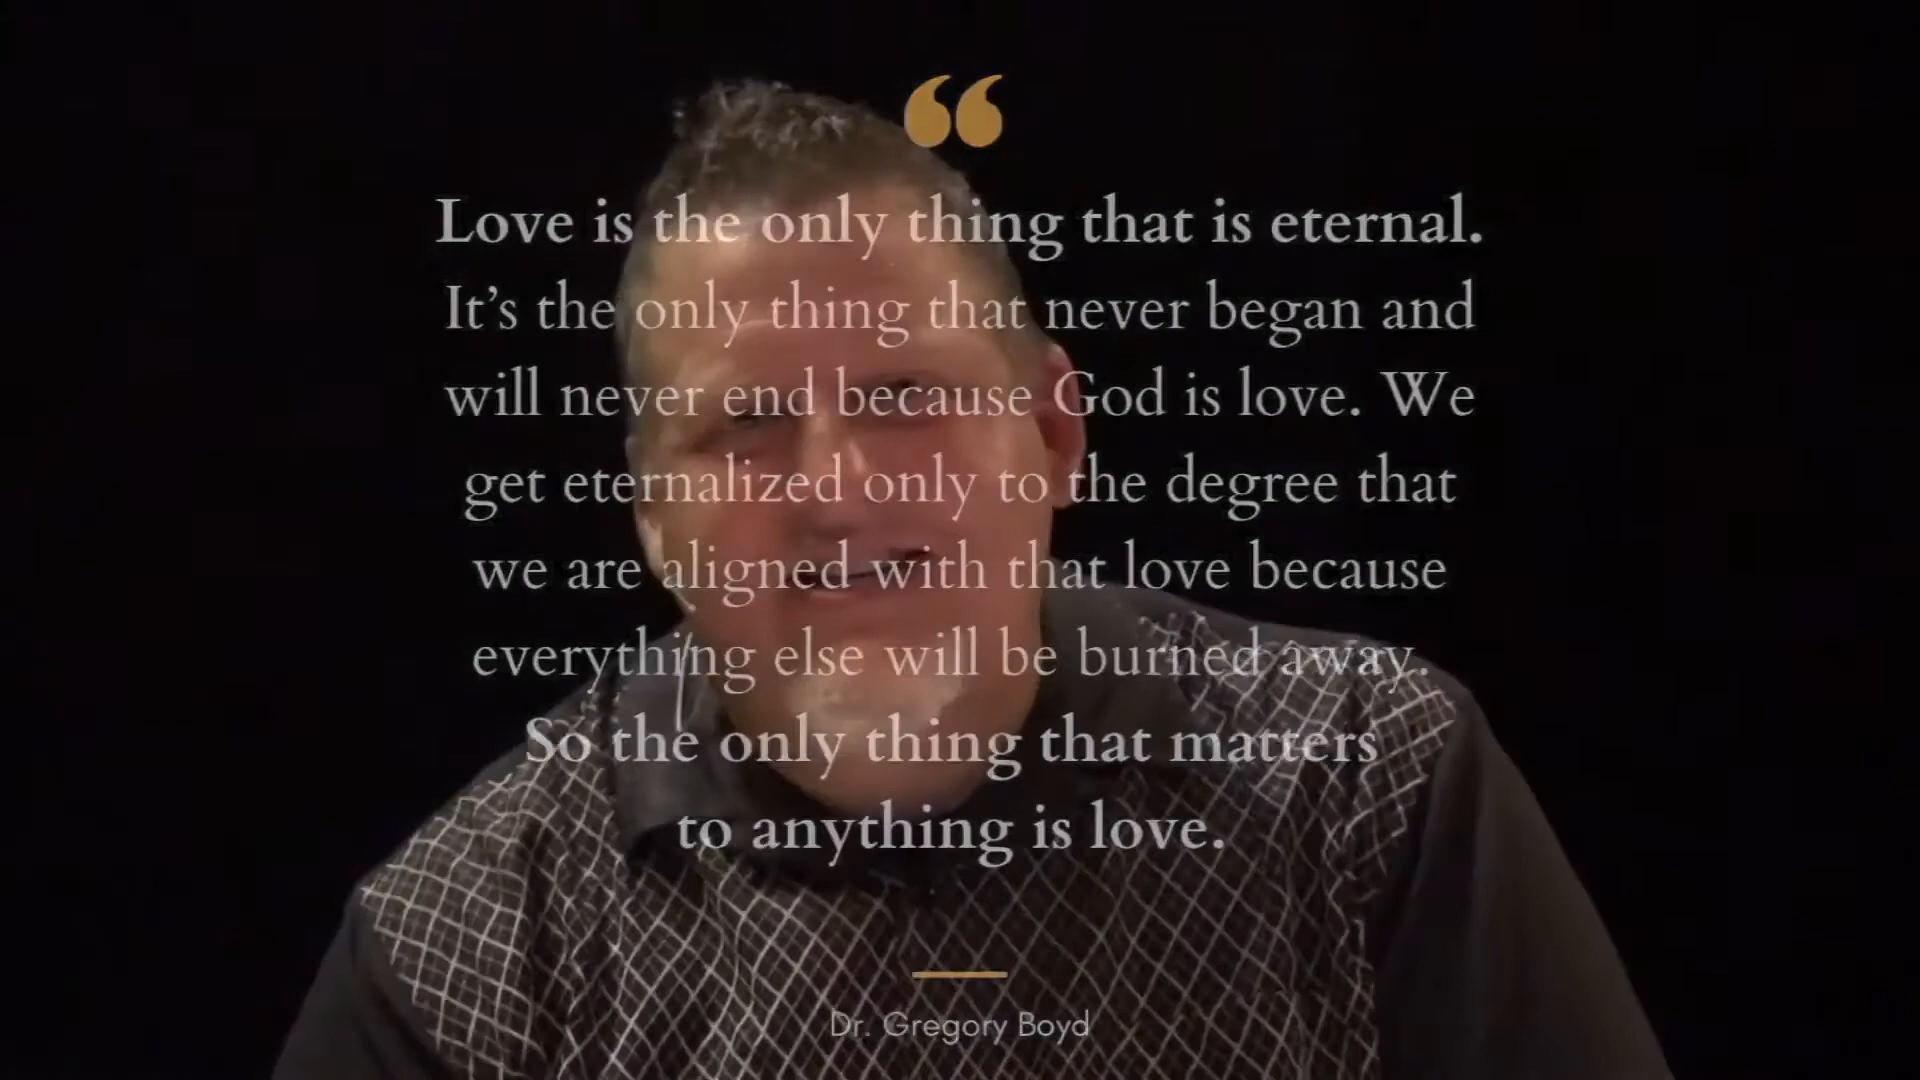 “
Love is the only thing that is eternal.
It’s the only thing that never began and
will never end because God is love. We
get eternalized only to the degree that
we are aligned with that love because
everything else will be burned away.
So the only thing that matters
to anything is love.
Dr. Gregory Boyd